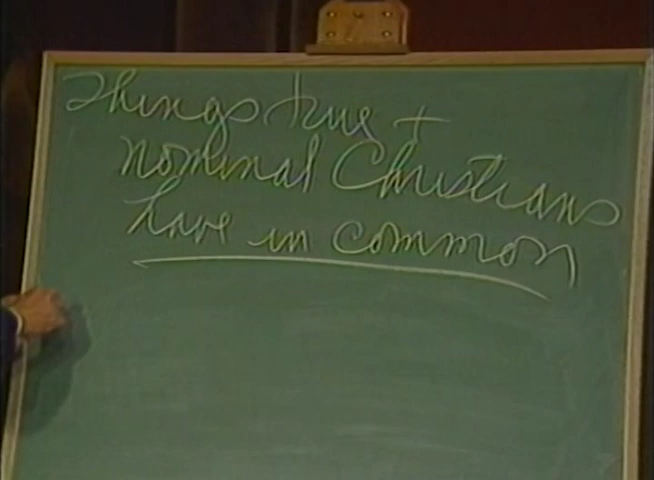 Things true +
nominal Christians
have in common